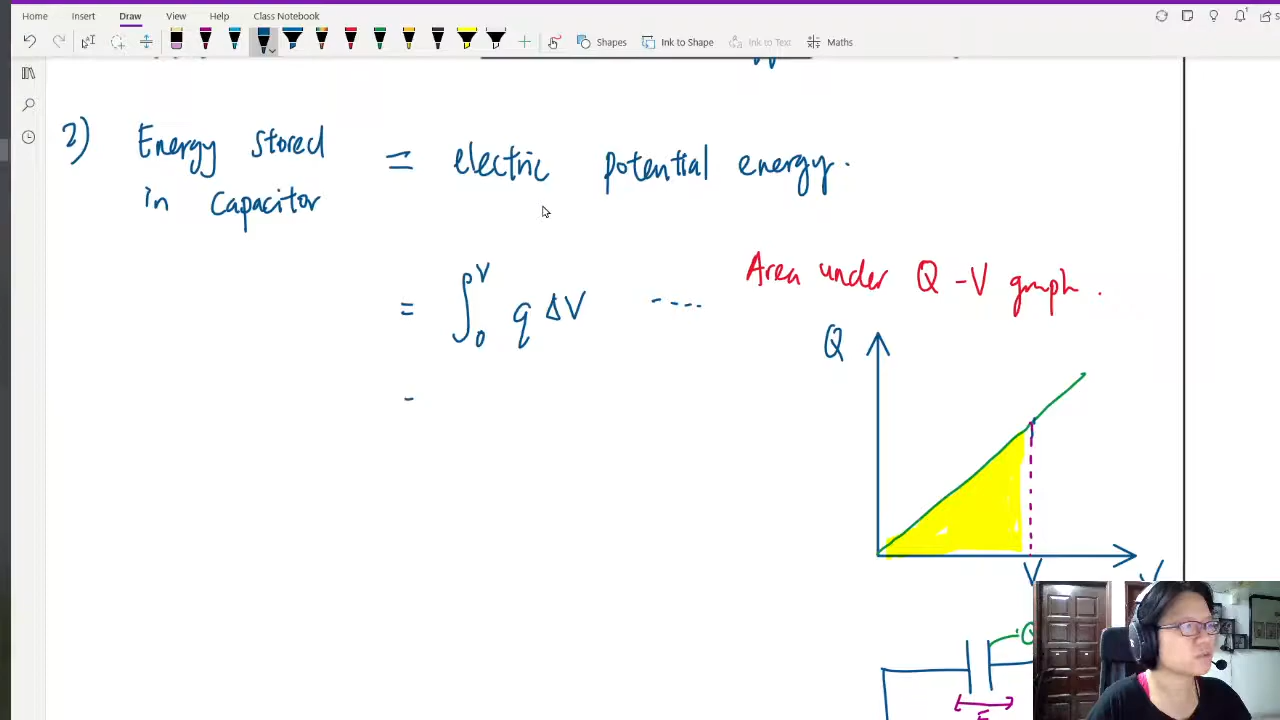 Home Insert Draw View Help Class Notebook
Shapes Ink to Shape Ink to Text Maths
2) Energy stored = electric potential energy.
in capacitor
= ∫₀ⱽ q ΔV ---- Area under Q-V graph.
Q
-
V
Q